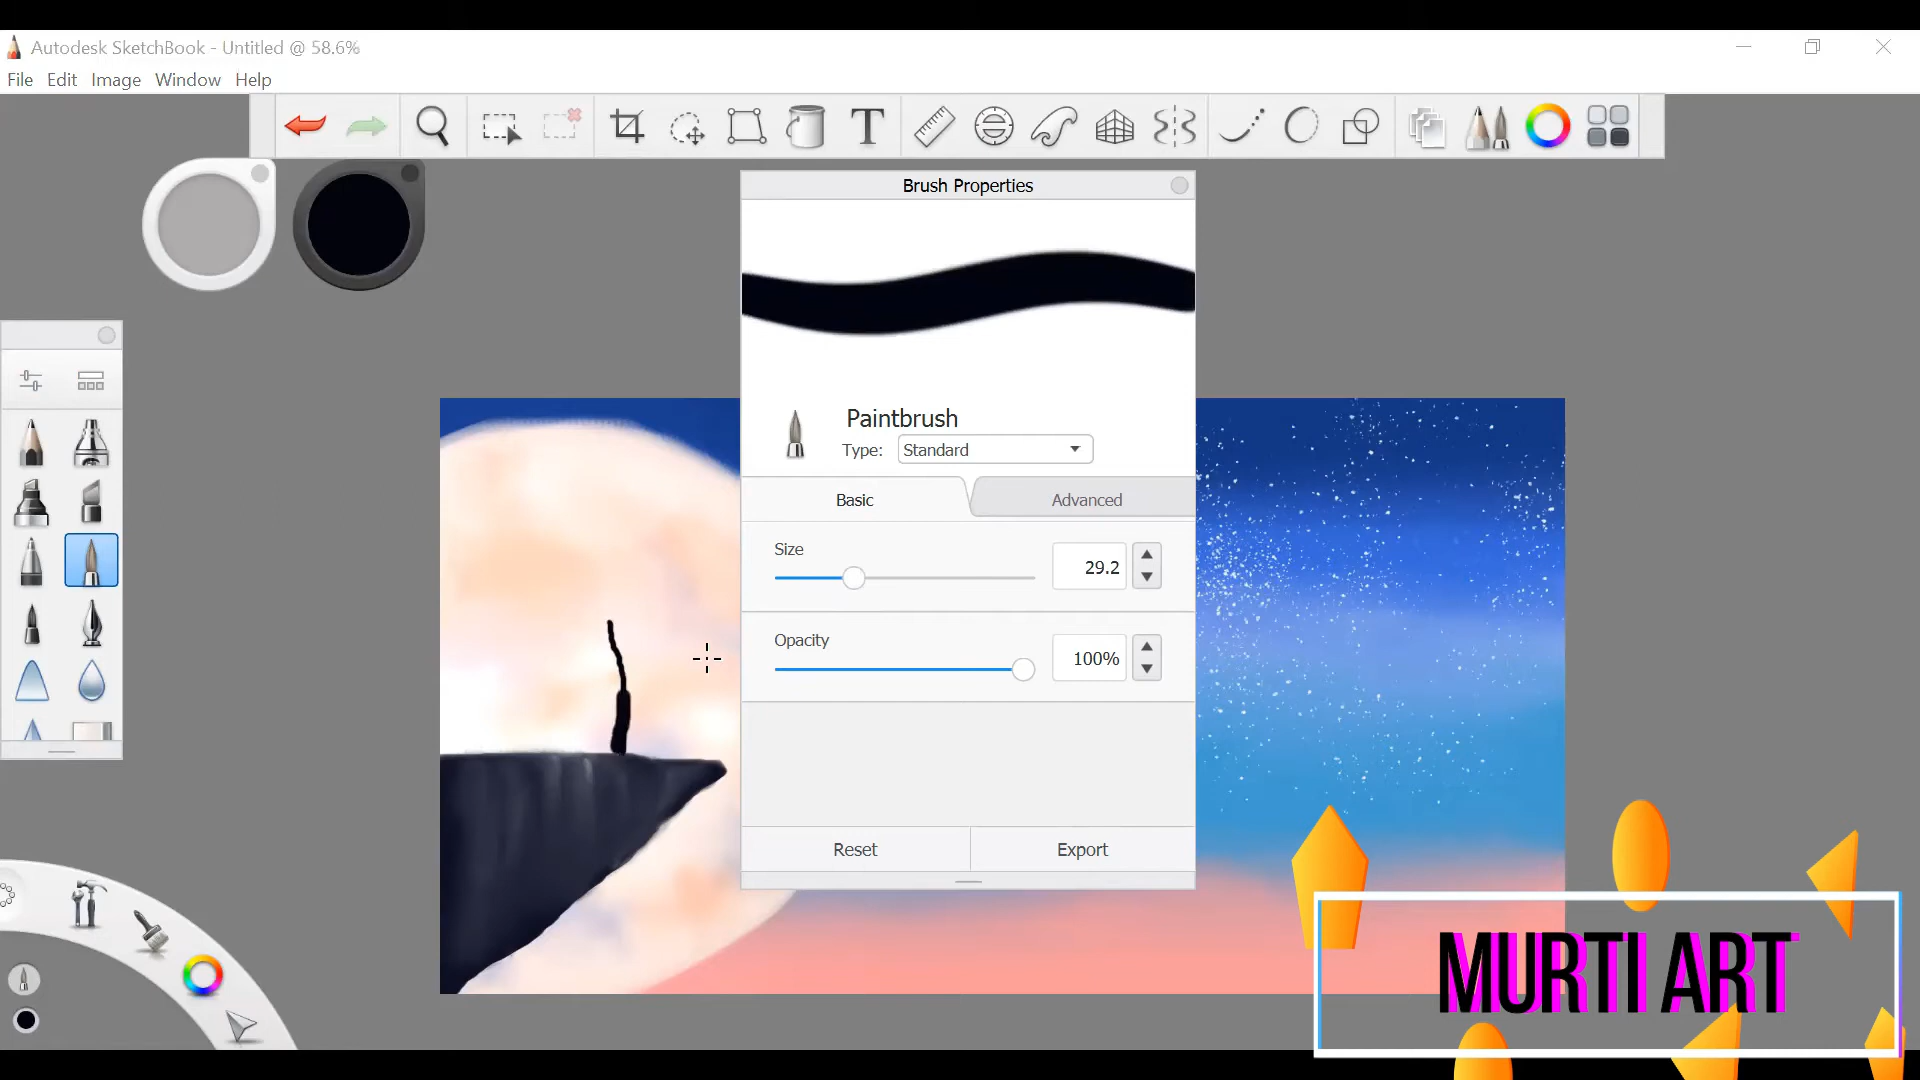 Autodesk SketchBook - Untitled @ 58.6%
File Edit Image Window Help
T
Brush Properties
Paintbrush
Type: Standard
Basic Advanced
Size
29.2
Opacity
100%
Reset Export
MURTI ART